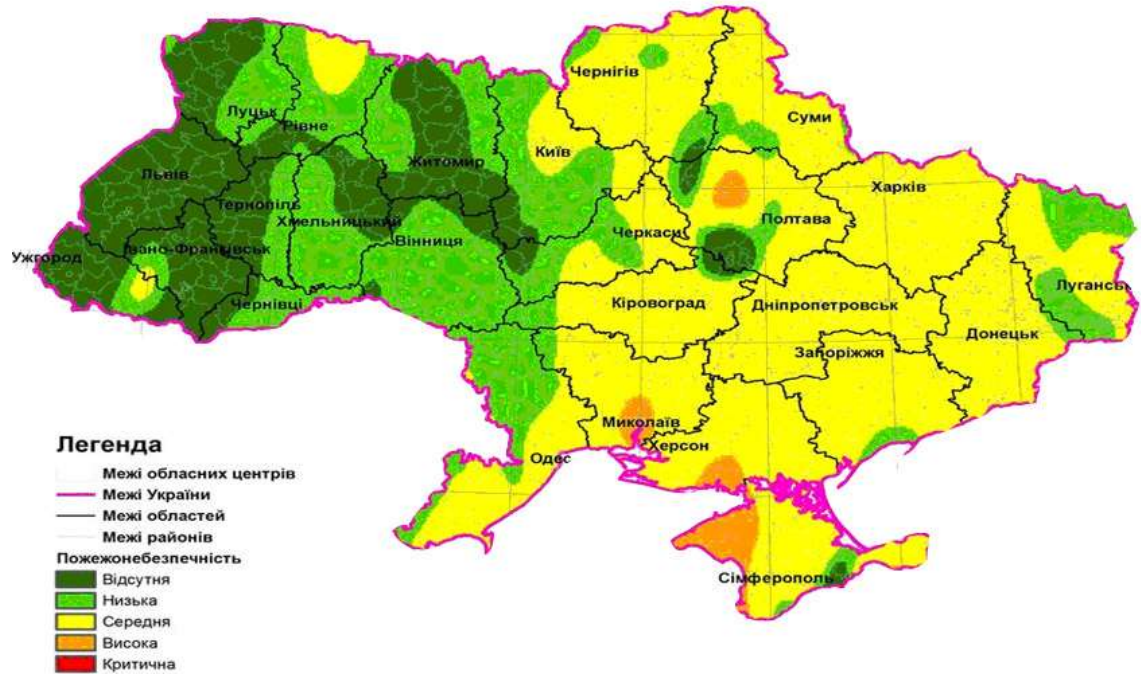 Чернігів
Суми
Луцьк
Рівне
Київ
Житомир
Львів
Харків
Тернопіль
Хмельницький
Полтава
Черкаси
Вінниця
Івано-Франківськ
Ужгород
Чернівці
Кіровоград
Дніпропетровськ
Луганськ
Донецьк
Запоріжжя
Миколаїв
Херсон
Одес
Сімферополь
Легенда
Межі обласних центрів
Межі України
Межі областей
Межі районів
Пожежонебезпечність
Відсутня
Низька
Середня
Висока
Критична